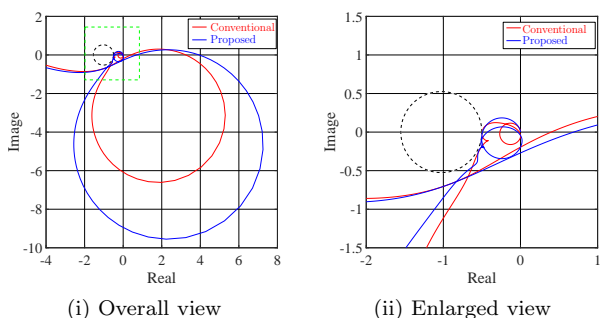 2
0
-2
-4
-6
-8
-10
-4 -2 0 2 4 6 8
Image
Real
Conventional
Proposed
(i) Overall view
1.5
1
0.5
0
-0.5
-1
-1.5
-2 -1 0 1
Image
Real
Conventional
Proposed
(ii) Enlarged view